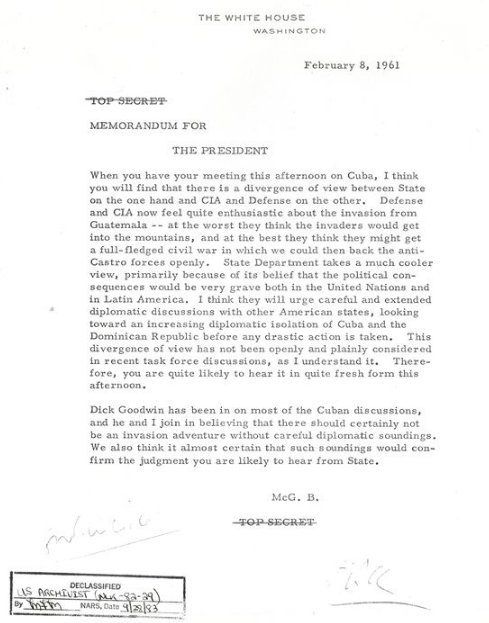 THE WHITE HOUSE
WASHINGTON
February 8, 1961
TOP SECRET
MEMORANDUM FOR
THE PRESIDENT
When you have your meeting this afternoon on Cuba, I think
you will find that there is a divergence of view between State
on the one hand and CIA and Defense on the other. Defense
and CIA now feel quite enthusiastic about the invasion from
Guatemala -- at the worst they think the invaders would get
into the mountains, and at the best they think they might get
a full-fledged civil war in which we could then back the anti-
Castro forces openly. State Department takes a much cooler
view, primarily because of its belief that the political con-
sequences would be very grave both in the United Nations and
in Latin America. I think they will urge careful and extended
diplomatic discussions with other American states, looking
toward an increasing diplomatic isolation of Cuba and the
Dominican Republic before any drastic action is taken. This
divergence of view has not been openly and plainly considered
in recent task force discussions, as I understand it. There-
fore, you are quite likely to hear it in quite fresh form this
afternoon.
Dick Goodwin has been in on most of the Cuban discussions,
and he and I join in believing that there should certainly not
be an invasion adventure without careful diplomatic soundings.
We also think it almost certain that such soundings would con-
firm the judgment you are likely to hear from State.
McG. B.
TOP SECRET
DECLASSIFIED
US ARCHIVIST (NLK-82-29)
By MFM NARS, Date 9/28/83